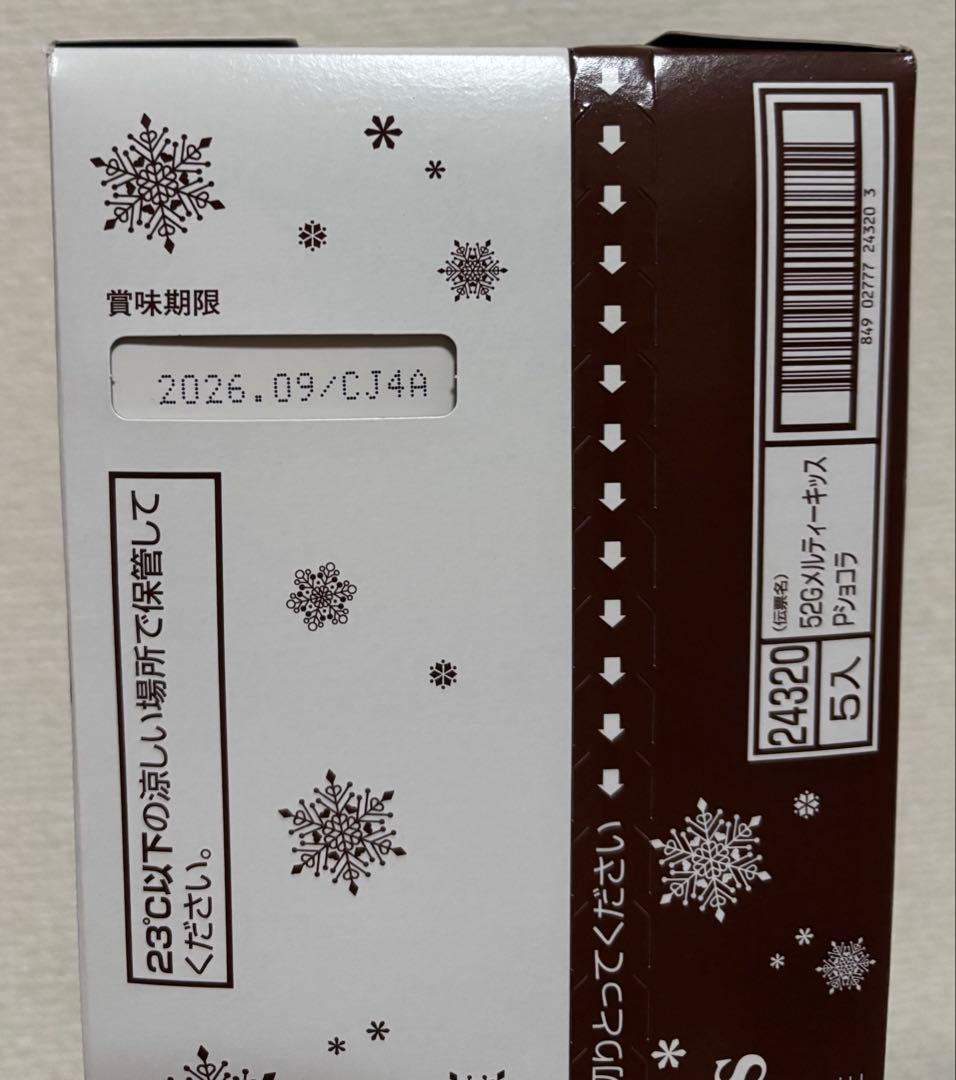 賞味期限
2026.09/CJ4A
23℃以下の涼しい場所で保管して
ください。
切りとってください
849 02777 24320 3
(伝票名)
52Gメルティーキッス
Pショコラ
24320
5入
S